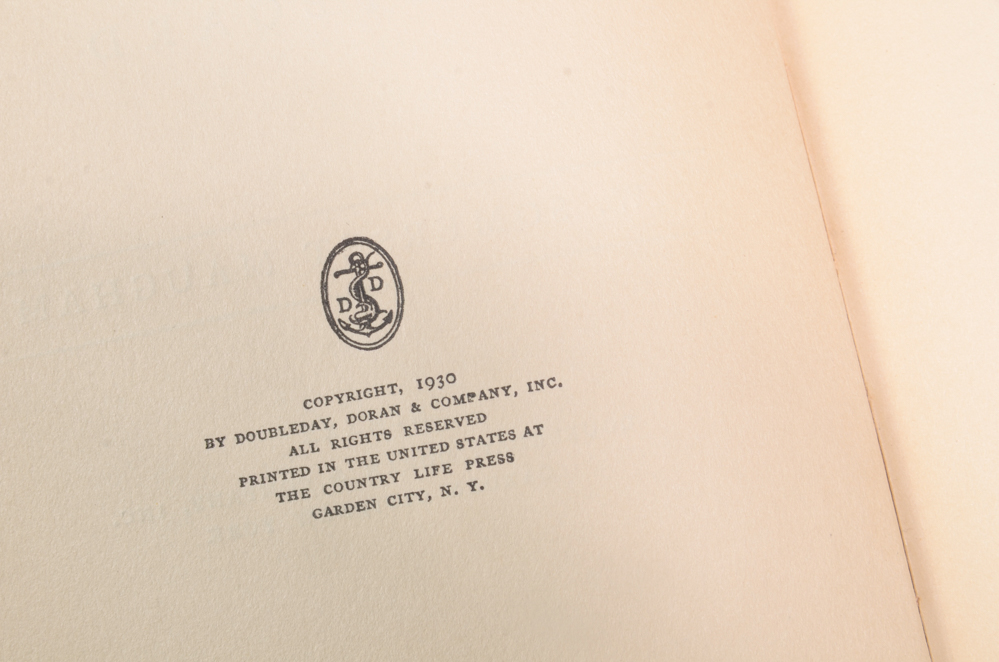 D D
COPYRIGHT, 1930
BY DOUBLEDAY, DORAN & COMPANY, INC.
ALL RIGHTS RESERVED
PRINTED IN THE UNITED STATES AT
THE COUNTRY LIFE PRESS
GARDEN CITY, N. Y.